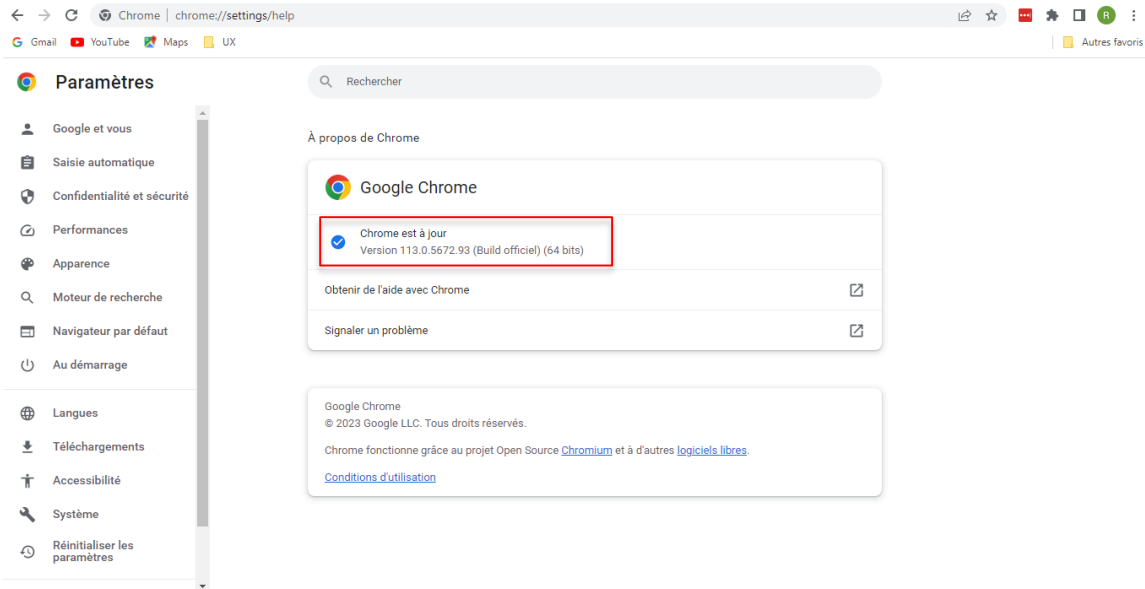 Chrome | chrome://settings/help
R
Gmail YouTube Maps UX Autres favoris
Paramètres
Rechercher
Google et vous
Saisie automatique
Confidentialité et sécurité
Performances
Apparence
Moteur de recherche
Navigateur par défaut
Au démarrage
Langues
Téléchargements
Accessibilité
Système
Réinitialiser les
paramètres
À propos de Chrome
Google Chrome
Chrome est à jour
Version 113.0.5672.93 (Build officiel) (64 bits)
Obtenir de l'aide avec Chrome
Signaler un problème
Google Chrome
© 2023 Google LLC. Tous droits réservés.
Chrome fonctionne grâce au projet Open Source Chromium et à d'autres logiciels libres.
Conditions d'utilisation